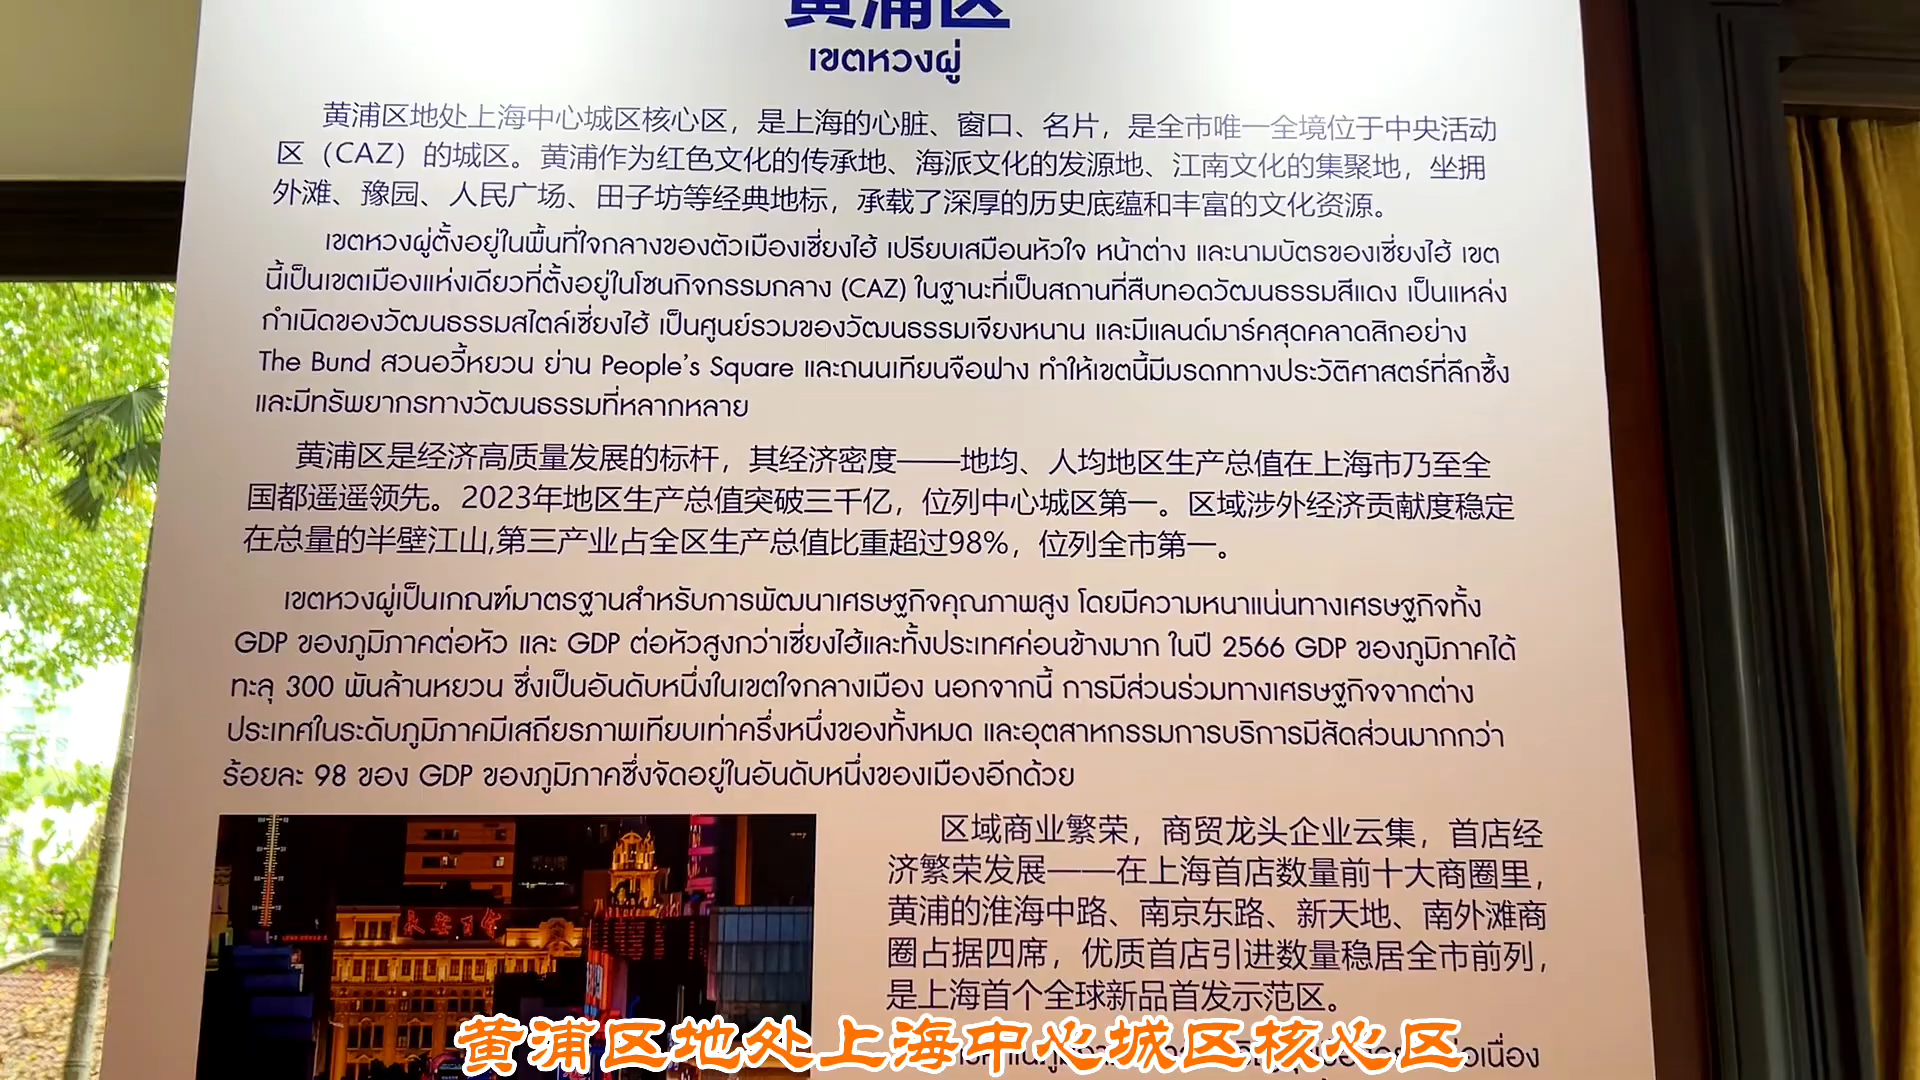 黄浦区
เขตหวงผู่
黄浦区地处上海中心城区核心区，是上海的心脏、窗口、名片，是全市唯一全境位于中央活动
区（CAZ）的城区。黄浦作为红色文化的传承地、海派文化的发源地、江南文化的集聚地，坐拥
外滩、豫园、人民广场、田子坊等经典地标，承载了深厚的历史底蕴和丰富的文化资源。
เขตหวงผู่ตั้งอยู่ในพื้นที่ใจกลางของตัวเมืองเซี่ยงไฮ้ เปรียบเสมือนหัวใจ หน้าต่าง และนามบัตรของเซี่ยงไฮ้ เขต
นี้เป็นเขตเมืองแห่งเดียวที่ตั้งอยู่ในโซนกิจกรรมกลาง (CAZ) ในฐานะที่เป็นสถานที่สืบทอดวัฒนธรรมสีแดง เป็นแหล่ง
กำเนิดของวัฒนธรรมสไตล์เซี่ยงไฮ้ เป็นศูนย์รวมของวัฒนธรรมเจียงหนาน และมีแลนด์มาร์คสุดคลาดสิกอย่าง
The Bund สวนอวี้หยวน ย่าน People's Square และถนนเทียนจือฟาง ทำให้เขตนี้มีมรดกทางประวัติศาสตร์ที่ลึกซึ้ง
และมีทรัพยากรทางวัฒนธรรมที่หลากหลาย
黄浦区是经济高质量发展的标杆，其经济密度——地均、人均地区生产总值在上海市乃至全
国都遥遥领先。2023年地区生产总值突破三千亿，位列中心城区第一。区域涉外经济贡献度稳定
在总量的半壁江山,第三产业占全区生产总值比重超过98%，位列全市第一。
เขตหวงผู่เป็นเกณฑ์มาตรฐานสำหรับการพัฒนาเศรษฐกิจคุณภาพสูง โดยมีความหนาแน่นทางเศรษฐกิจทั้ง
GDP ของภูมิภาคต่อหัว และ GDP ต่อหัวสูงกว่าเซี่ยงไฮ้และทั้งประเทศค่อนข้างมาก ในปี 2566 GDP ของภูมิภาคได้
ทะลุ 300 พันล้านหยวน ซึ่งเป็นอันดับหนึ่งในเขตใจกลางเมือง นอกจากนี้ การมีส่วนร่วมทางเศรษฐกิจจากต่าง
ประเทศในระดับภูมิภาคมีเสถียรภาพเทียบเท่าครึ่งหนึ่งของทั้งหมด และอุตสาหกรรมการบริการมีสัดส่วนมากกว่า
ร้อยละ 98 ของ GDP ของภูมิภาคซึ่งจัดอยู่ในอันดับหนึ่งของเมืองอีกด้วย
区域商业繁荣，商贸龙头企业云集，首店经
济繁荣发展——在上海首店数量前十大商圈里，
黄浦的淮海中路、南京东路、新天地、南外滩商
圈占据四席，优质首店引进数量稳居全市前列，
是上海首个全球新品首发示范区。
黄浦区地处上海中心城区核心区